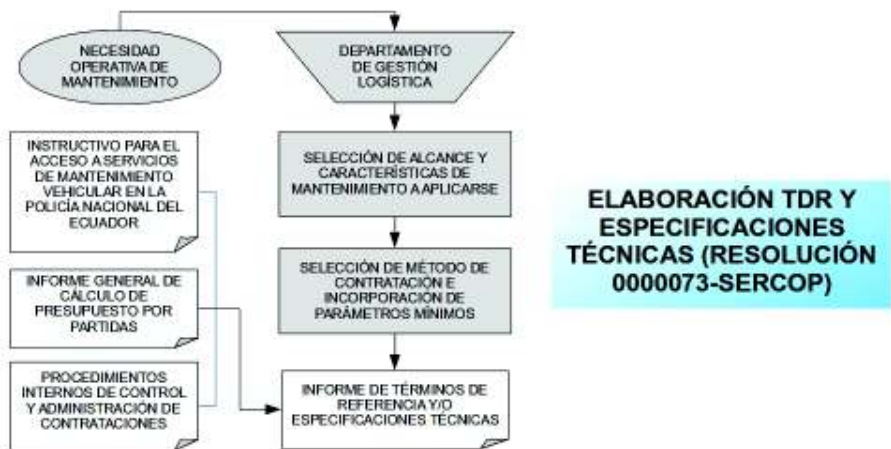 NECESIDAD
OPERATIVA DE
MANTENIMIENTO
DEPARTAMENTO
DE GESTIÓN
LOGÍSTICA
INSTRUCTIVO PARA EL
ACCESO A SERVICIOS
DE MANTENIMIENTO
VEHICULAR EN LA
POLICÍA NACIONAL DEL
ECUADOR
SELECCIÓN DE ALCANCE Y
CARACTERÍSTICAS DE
MANTENIMIENTO A APLICARSE
INFORME GENERAL DE
CÁLCULO DE
PRESUPUESTO POR
PARTIDAS
SELECCIÓN DE MÉTODO DE
CONTRATACIÓN E
INCORPORACIÓN DE
PARÁMETROS MÍNIMOS
PROCEDIMIENTOS
INTERNOS DE CONTROL
Y ADMINISTRACIÓN DE
CONTRATACIONES
INFORME DE TÉRMINOS DE
REFERENCIA Y/O
ESPECIFICACIONES TÉCNICAS
ELABORACIÓN TDR Y
ESPECIFICACIONES
TÉCNICAS (RESOLUCIÓN
0000073-SERCOP)